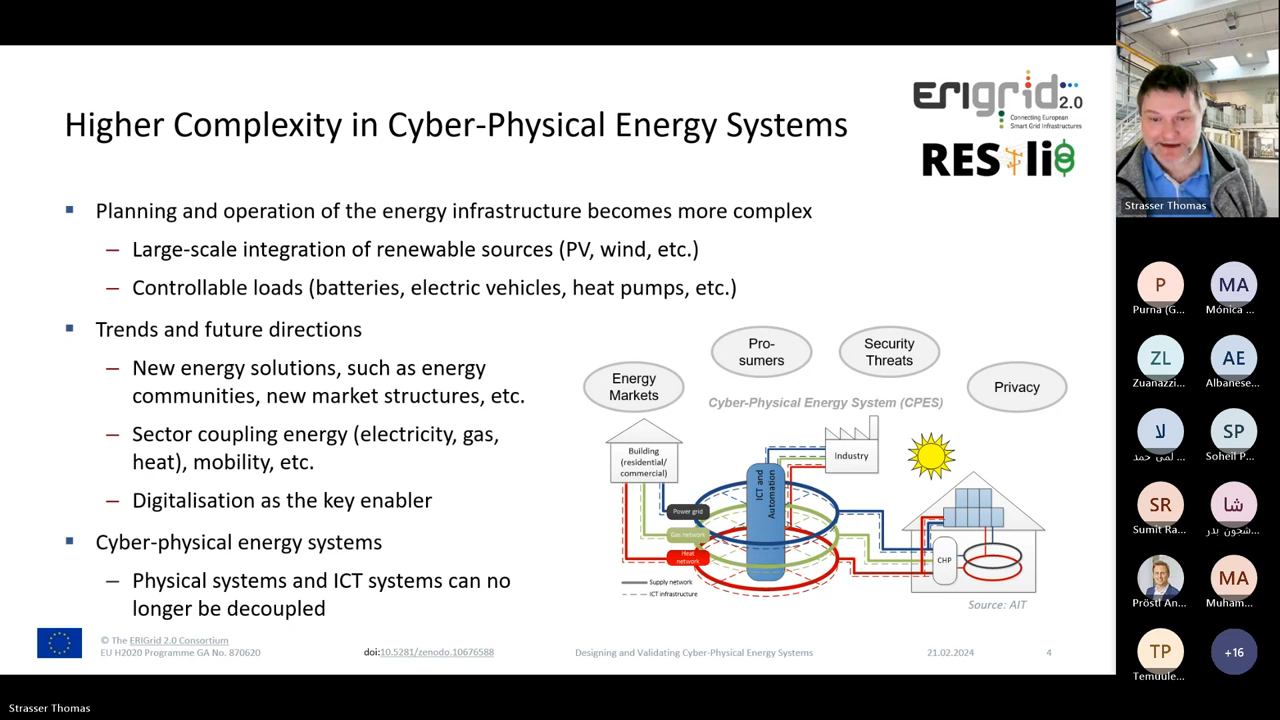 Higher Complexity in Cyber-Physical Energy Systems
ERIgrid 2.0
Connecting European
Smart Grid Infrastructures
RESili8
Planning and operation of the energy infrastructure becomes more complex
– Large-scale integration of renewable sources (PV, wind, etc.)
– Controllable loads (batteries, electric vehicles, heat pumps, etc.)
Trends and future directions
– New energy solutions, such as energy
communities, new market structures, etc.
– Sector coupling energy (electricity, gas,
heat), mobility, etc.
– Digitalisation as the key enabler
Cyber-physical energy systems
– Physical systems and ICT systems can no
longer be decoupled
Energy
Markets
Pro-
sumers
Security
Threats
Privacy
Cyber-Physical Energy System (CPES)
Building
(residential/
commercial)
Industry
ICT and
Automation
Power grid
Gas network
Heat
network
CHP
Supply network
ICT infrastructure
Source: AIT
© The ERIGrid 2.0 Consortium
EU H2020 Programme GA No. 870620
doi:10.5281/zenodo.10676588
Designing and Validating Cyber-Physical Energy Systems
21.02.2024
4
Strasser Thomas
P
Purna (G...
MA
Mónica ...
ZL
Zuanazzi...
AE
Albanese...
لا
لمى حمد ...
SP
Soheil P...
SR
Sumit Ra...
شا
شجون بدر...
Pröstl An...
MA
Muham...
TP
Temuule...
+16
Strasser Thomas